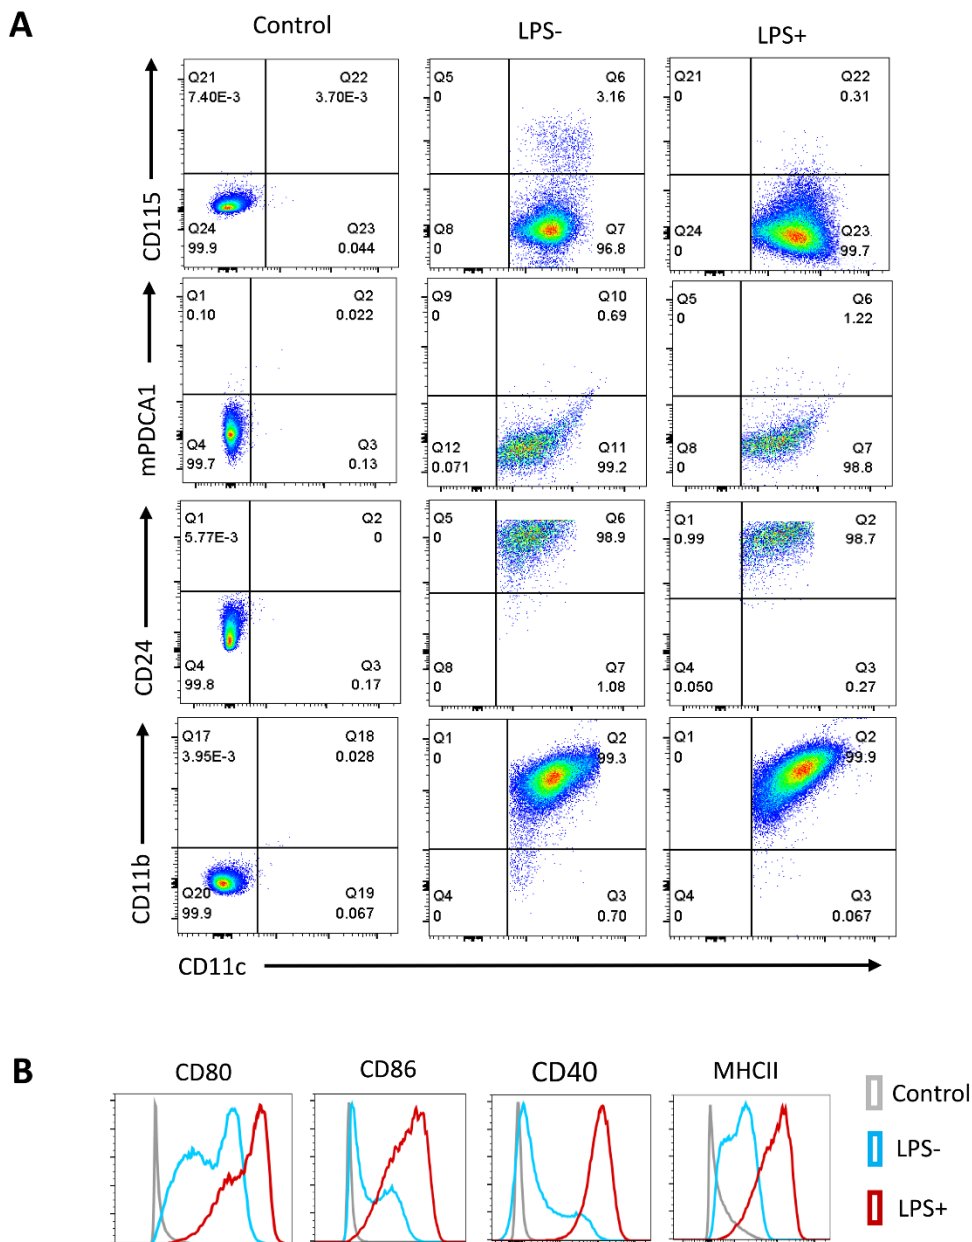 A
Control
LPS-
LPS+
CD115
Q21
7.40E-3
Q22
3.70E-3
Q24
99.9
Q23
0.044
Q5
0
Q6
3.16
Q8
0
Q7
96.8
Q21
0
Q22
0.31
Q24
0
Q23
99.7
mPDCA1
Q1
0.10
Q2
0.022
Q4
99.7
Q3
0.13
Q9
0
Q10
0.69
Q12
0.071
Q11
99.2
Q5
0
Q6
1.22
Q8
0
Q7
98.8
CD24
Q1
5.77E-3
Q2
0
Q4
99.8
Q3
0.17
Q5
0
Q6
98.9
Q8
0
Q7
1.08
Q1
0.99
Q2
98.7
Q4
0.050
Q3
0.27
CD11b
Q17
3.95E-3
Q18
0.028
Q20
99.9
Q19
0.067
Q1
0
Q2
99.3
Q4
0
Q3
0.70
Q1
0
Q2
99.9
Q4
0
Q3
0.067
CD11c
B
CD80
CD86
CD40
MHCII
Control
LPS-
LPS+